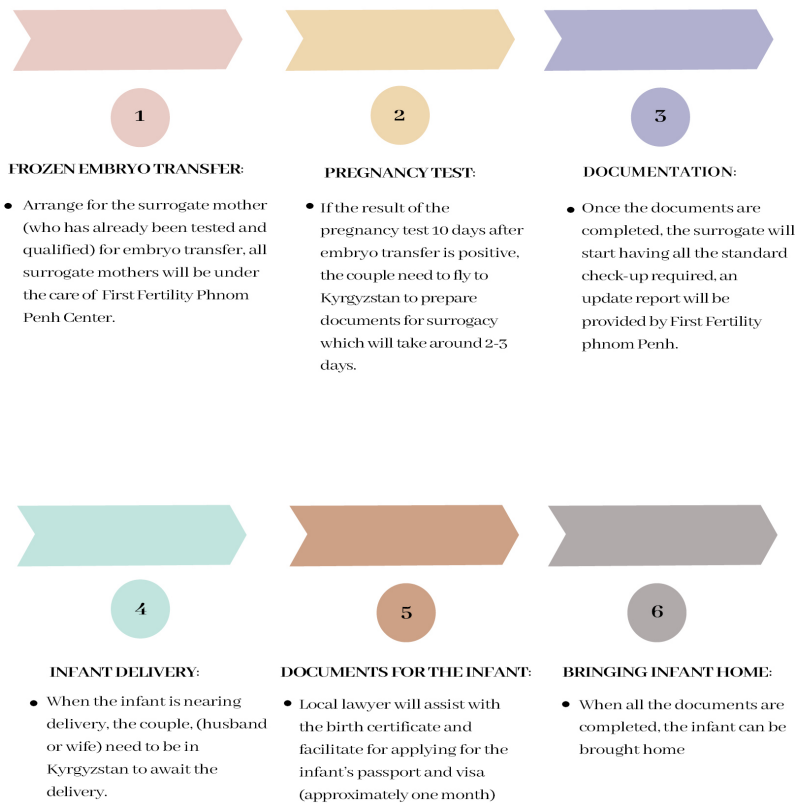 1
FROZEN EMBRYO TRANSFER:
• Arrange for the surrogate mother
(who has already been tested and
qualified) for embryo transfer, all
surrogate mothers will be under
the care of First Fertility Phnom
Penh Center.
2
PREGNANCY TEST:
• If the result of the
pregnancy test 10 days after
embryo transfer is positive,
the couple need to fly to
Kyrgyzstan to prepare
documents for surrogacy
which will take around 2-3
days.
3
DOCUMENTATION:
• Once the documents are
completed, the surrogate will
start having all the standard
check-up required, an
update report will be
provided by First Fertility
phnom Penh.
4
INFANT DELIVERY:
• When the infant is nearing
delivery, the couple, (husband
or wife) need to be in
Kyrgyzstan to await the
delivery.
5
DOCUMENTS FOR THE INFANT:
• Local lawyer will assist with
the birth certificate and
facilitate for applying for the
infant's passport and visa
(approximately one month)
6
BRINGING INFANT HOME:
• When all the documents are
completed, the infant can be
brought home